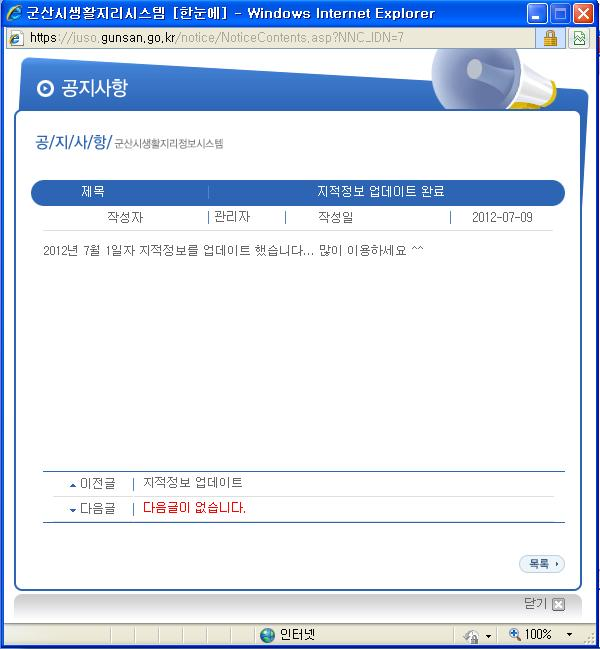 군산시생활지리시스템 [한눈에] - Windows Internet Explorer
https://juso.gunsan.go.kr/notice/NoticeContents.asp?NNC_IDN=7
공지사항
공/지/사/항/ 군산시생활지리정보시스템
제목 | 지적정보 업데이트 완료
작성자 | 관리자 | 작성일 | 2012-07-09
2012년 7월 1일자 지적정보를 업데이트 했습니다... 많이 이용하세요 ^^
이전글 | 지적정보 업데이트
다음글 | 다음글이 없습니다.
목록
닫기
인터넷 100%